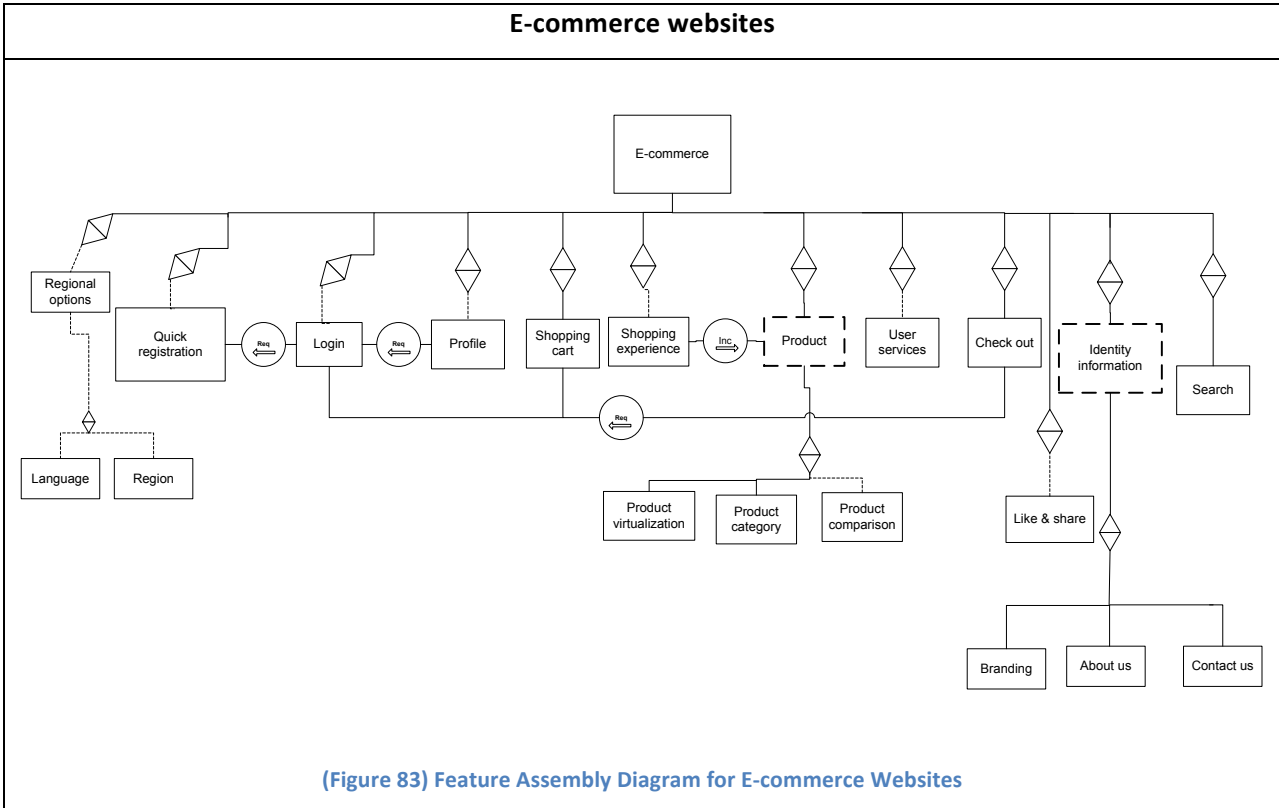 E-commerce websites
E-commerce
Regional
options
Quick
registration
Req
Login
Req
Profile
Shopping
cart
Shopping
experience
Inc
Product
User
services
Check out
Identity
information
Search
Req
Language
Region
Product
virtualization
Product
category
Product
comparison
Like & share
Branding
About us
Contact us
(Figure 83) Feature Assembly Diagram for E-commerce Websites